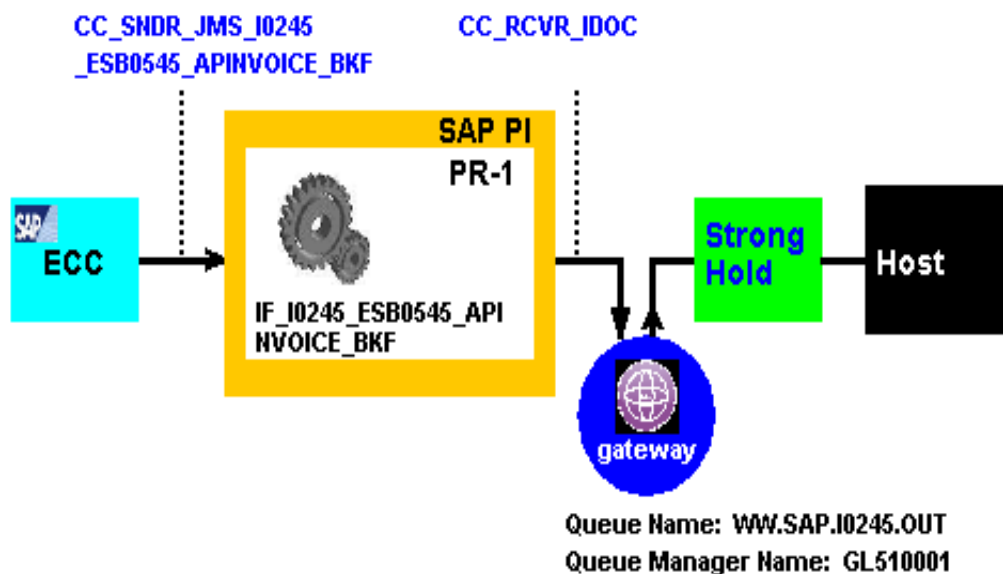 CC_SNDR_JMS_I0245
_ESB0545_APINVOICE_BKF
CC_RCVR_IDOC
SAP PI
PR-1
SAP
ECC
IF_I0245_ESB0545_API
NVOICE_BKF
Strong
Hold
Host
gateway
Queue Name: WW.SAP.I0245.OUT
Queue Manager Name: GL510001